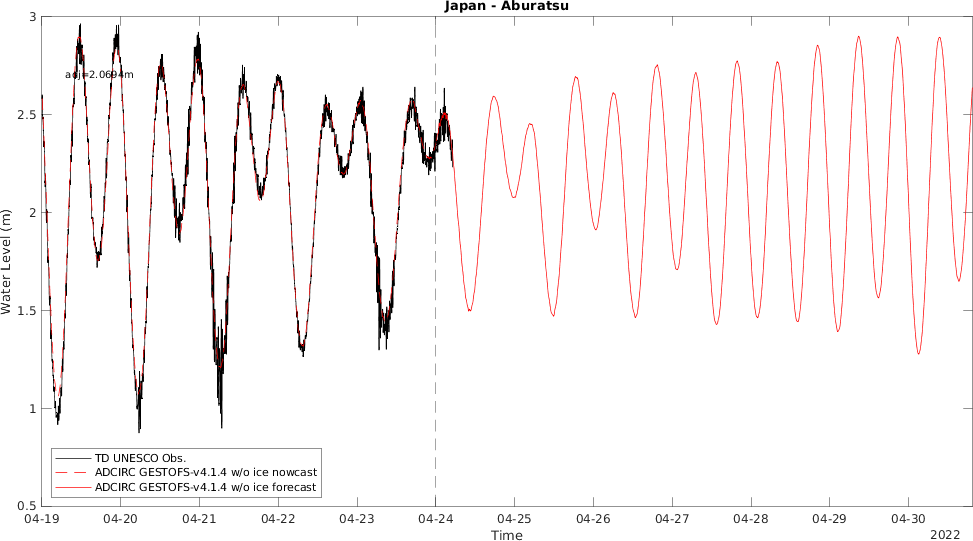 Japan - Aburatsu
3
adj=2.0694m
2.5
2
Water Level (m)
1.5
1
TD UNESCO Obs.
ADCIRC GESTOFS-v4.1.4 w/o ice nowcast
ADCIRC GESTOFS-v4.1.4 w/o ice forecast
0.5
04-19 04-20 04-21 04-22 04-23 04-24 04-25 04-26 04-27 04-28 04-29 04-30
2022
Time